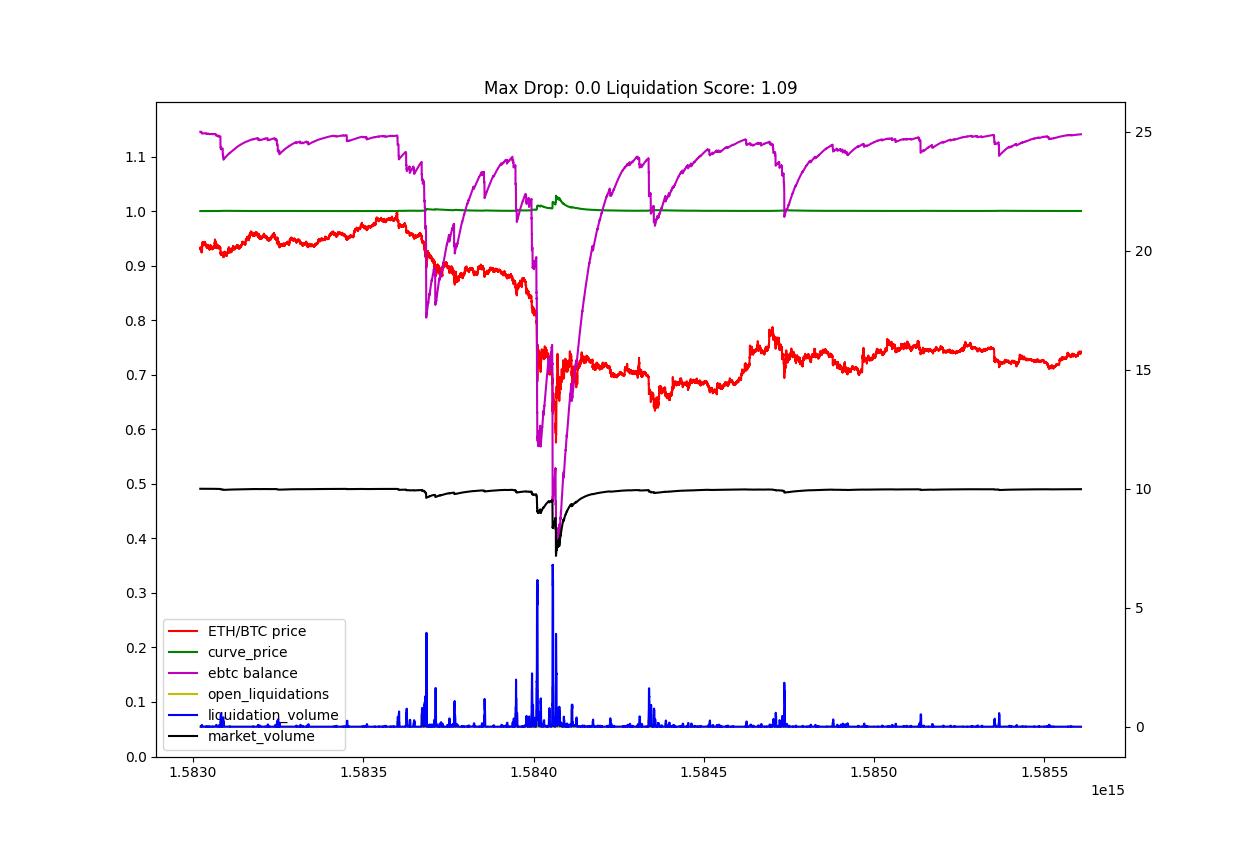 Max Drop: 0.0 Liquidation Score: 1.09
1.1
1.0
0.9
0.8
0.7
0.6
0.5
0.4
0.3
0.2
0.1
0.0
25
20
15
10
5
0
ETH/BTC price
curve_price
ebtc balance
open_liquidations
liquidation_volume
market_volume
1.5830 1.5835 1.5840 1.5845 1.5850 1.5855
1e15